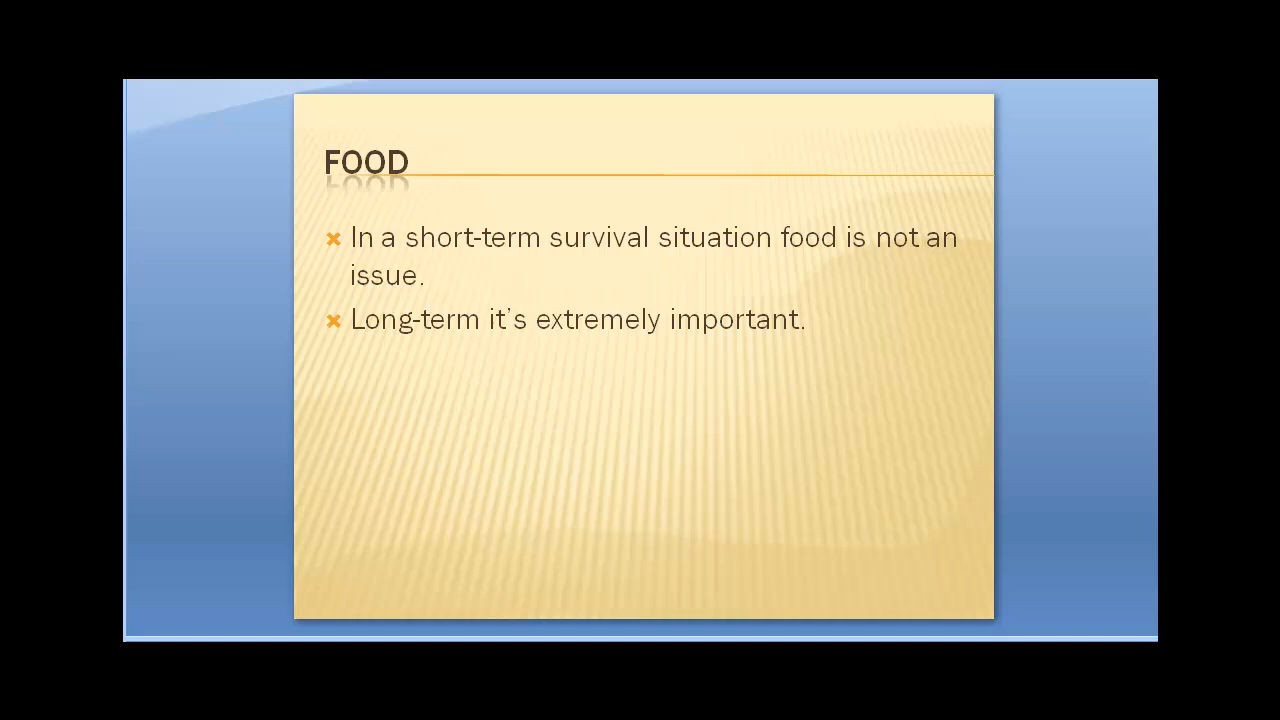 FOOD
In a short-term survival situation food is not an
issue.
Long-term it's extremely important.